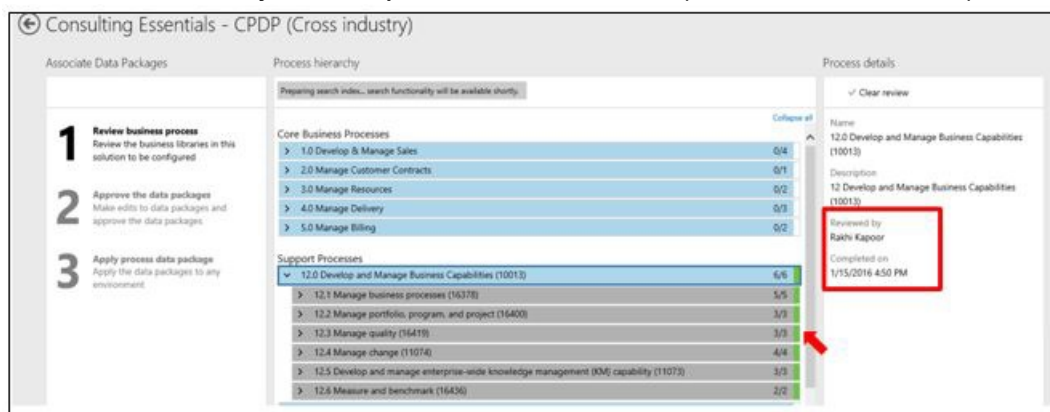 Consulting Essentials - CPDP (Cross industry)
Associate Data Packages
Process hierarchy
Process details
Preparing search index... search functionality will be available shortly.
✓ Clear review
Collapse all
1
Review business process
Review the business libraries in this
solution to be configured
2
Approve the data packages
Make edits to data packages and
approve the data packages
3
Apply process data package
Apply the data packages to any
environment
Core Business Processes
> 1.0 Develop & Manage Sales 0/4
> 2.0 Manage Customer Contracts 0/1
> 3.0 Manage Resources 0/2
> 4.0 Manage Delivery 0/3
> 5.0 Manage Billing 0/2
Support Processes
12.0 Develop and Manage Business Capabilities (10013) 6/6
> 12.1 Manage business processes (16378) 5/5
> 12.2 Manage portfolio, program, and project (16400) 3/3
> 12.3 Manage quality (16419) 3/3
> 12.4 Manage change (11074) 4/4
> 12.5 Develop and manage enterprise-wide knowledge management (KM) capability (11073) 3/3
> 12.6 Measure and benchmark (16436) 2/2
Name
12.0 Develop and Manage Business Capabilities
(10013)
Description
12 Develop and Manage Business Capabilities
(10013)
Reviewed by
Rakhi Kapoor
Completed on
1/15/2016 4:50 PM